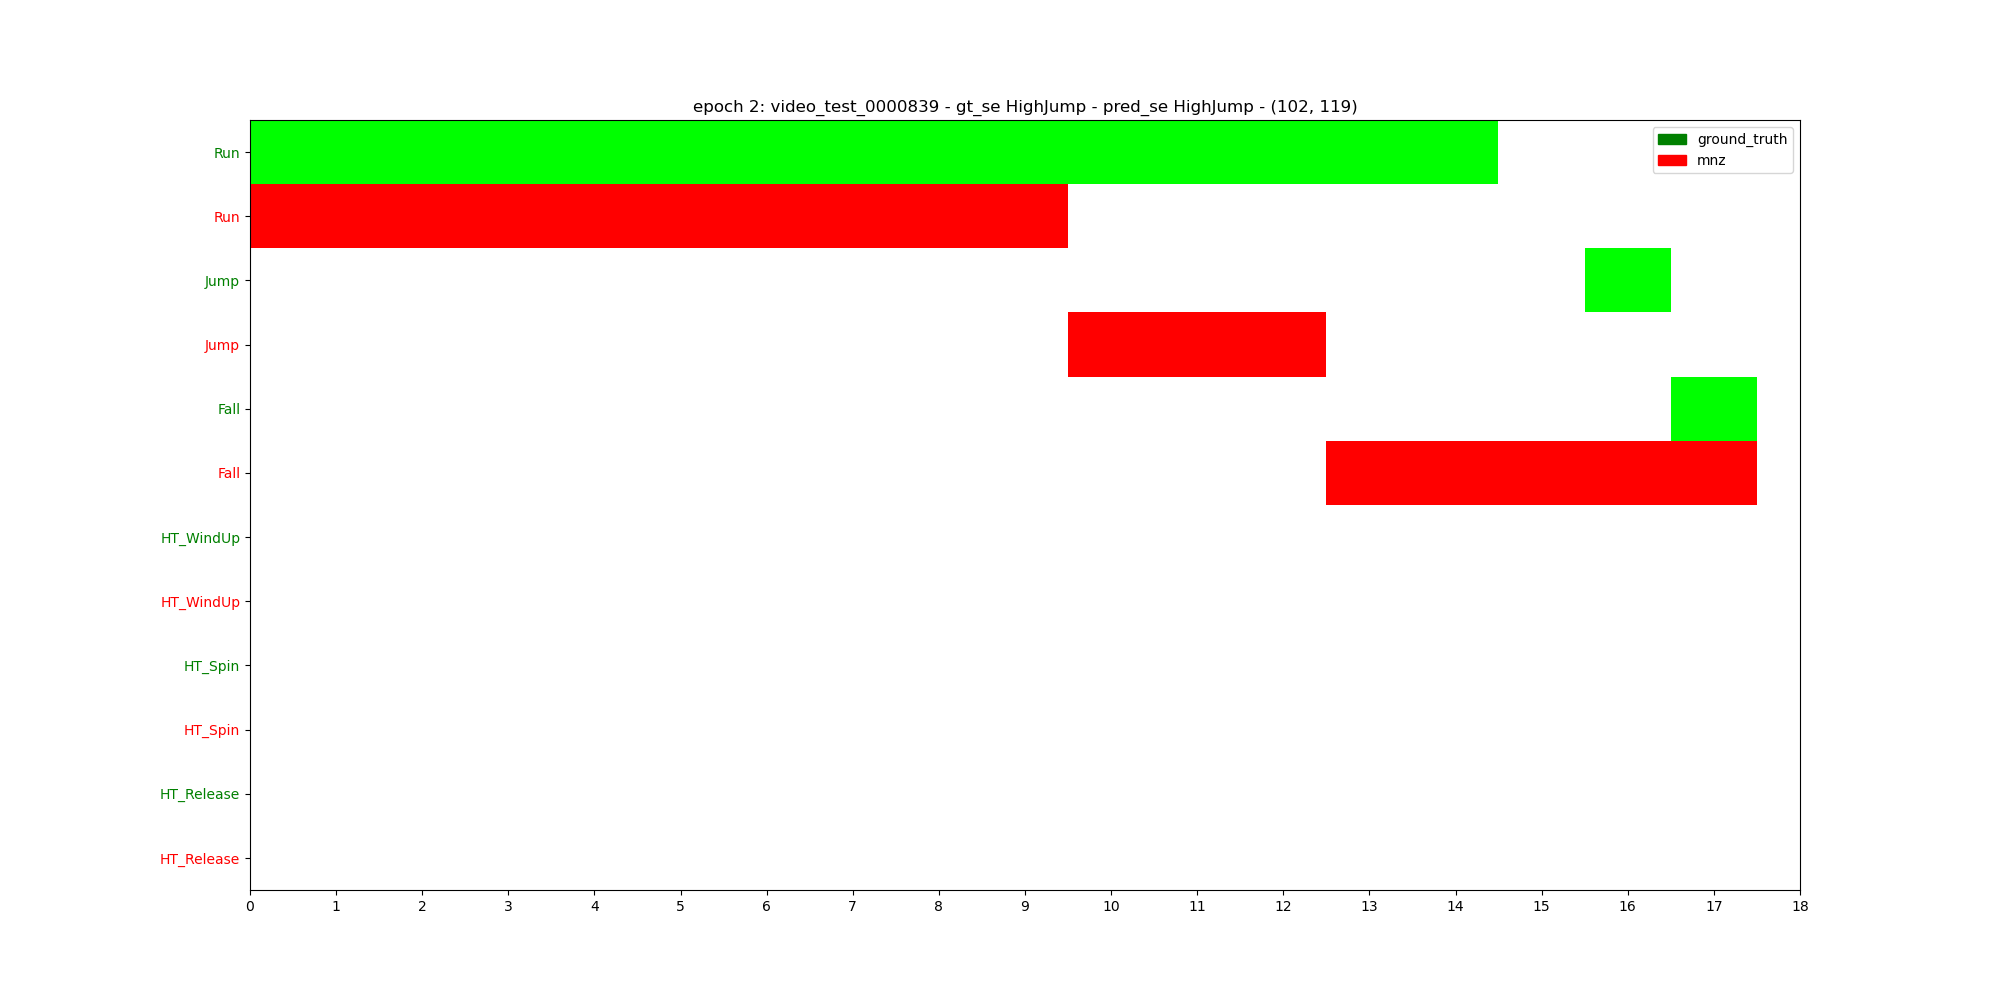 epoch 2: video_test_0000839 - gt_se HighJump - pred_se HighJump - (102, 119)
ground_truth
mnz
Run
Run
Jump
Jump
Fall
Fall
HT_WindUp
HT_WindUp
HT_Spin
HT_Spin
HT_Release
HT_Release
0 1 2 3 4 5 6 7 8 9 10 11 12 13 14 15 16 17 18